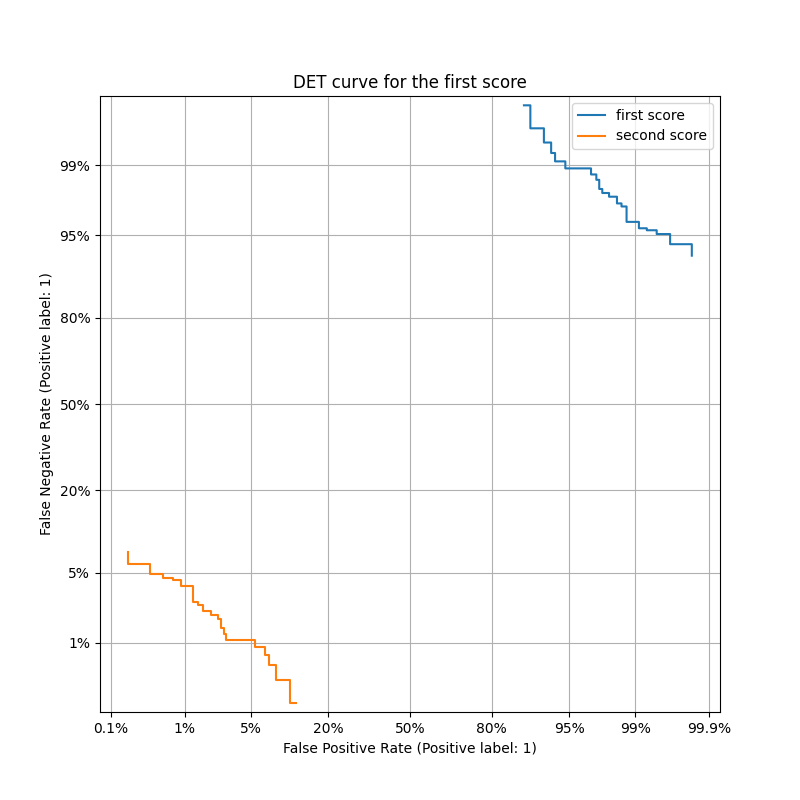 DET curve for the first score
first score
second score
99%
95%
80%
50%
20%
5%
1%
False Negative Rate (Positive label: 1)
0.1% 1% 5% 20% 50% 80% 95% 99% 99.9%
False Positive Rate (Positive label: 1)